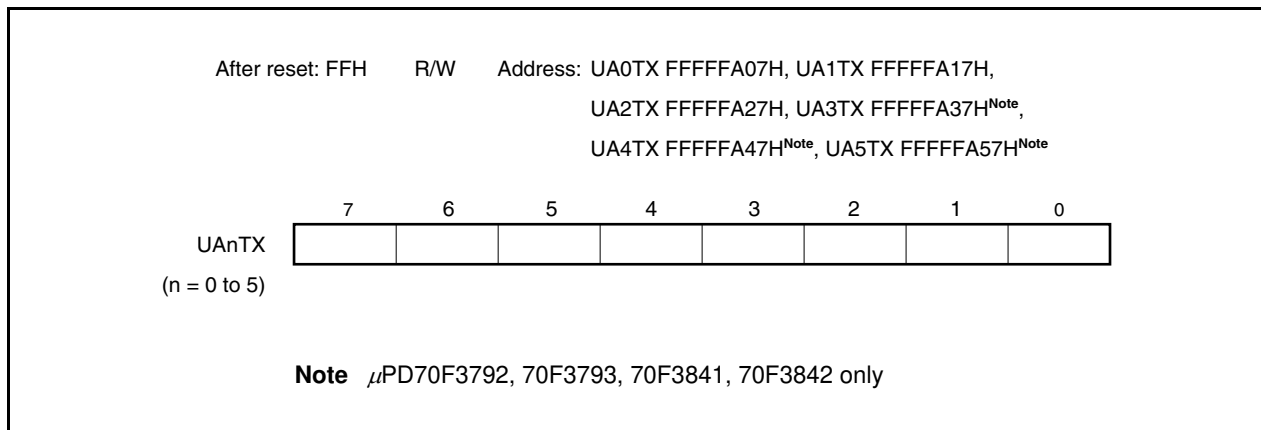 After reset: FFH R/W Address: UA0TX FFFFFA07H, UA1TX FFFFFA17H,
UA2TX FFFFFA27H, UA3TX FFFFFA37HNote,
UA4TX FFFFFA47HNote, UA5TX FFFFFA57HNote
7 6 5 4 3 2 1 0
UAnTX
(n = 0 to 5)
Note μPD70F3792, 70F3793, 70F3841, 70F3842 only